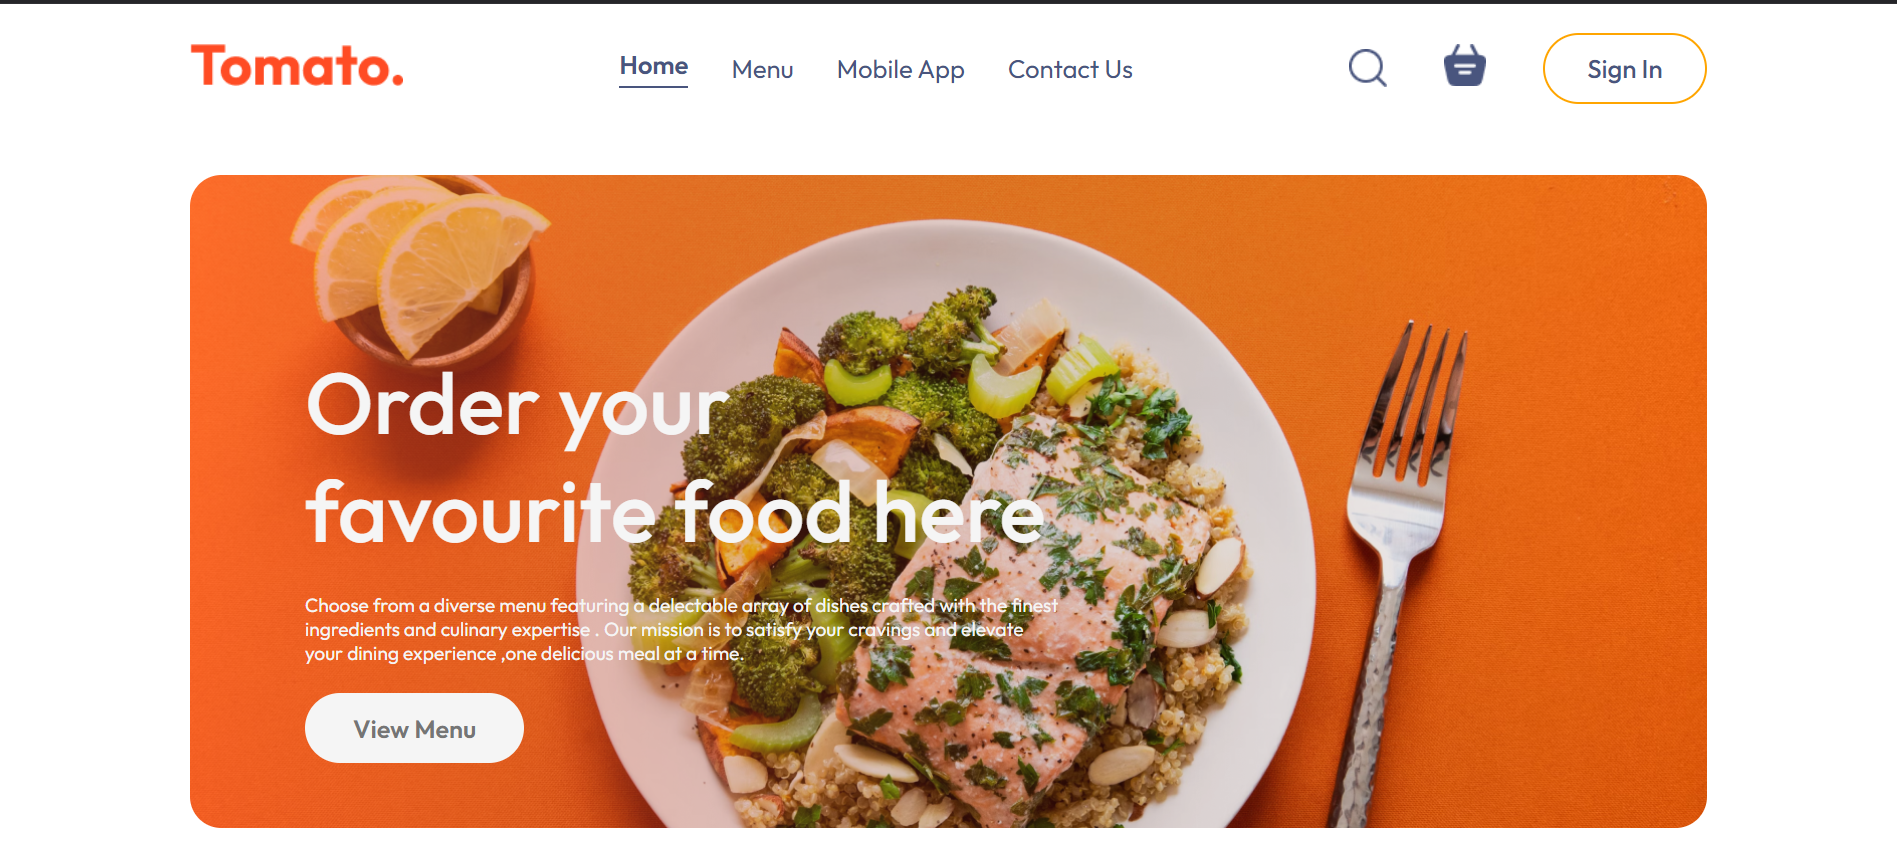 Tomato.
Home
Menu
Mobile App
Contact Us
Sign In
Order your
favourite food here
Choose from a diverse menu featuring a delectable array of dishes crafted with the finest
ingredients and culinary expertise . Our mission is to satisfy your cravings and elevate
your dining experience ,one delicious meal at a time.
View Menu